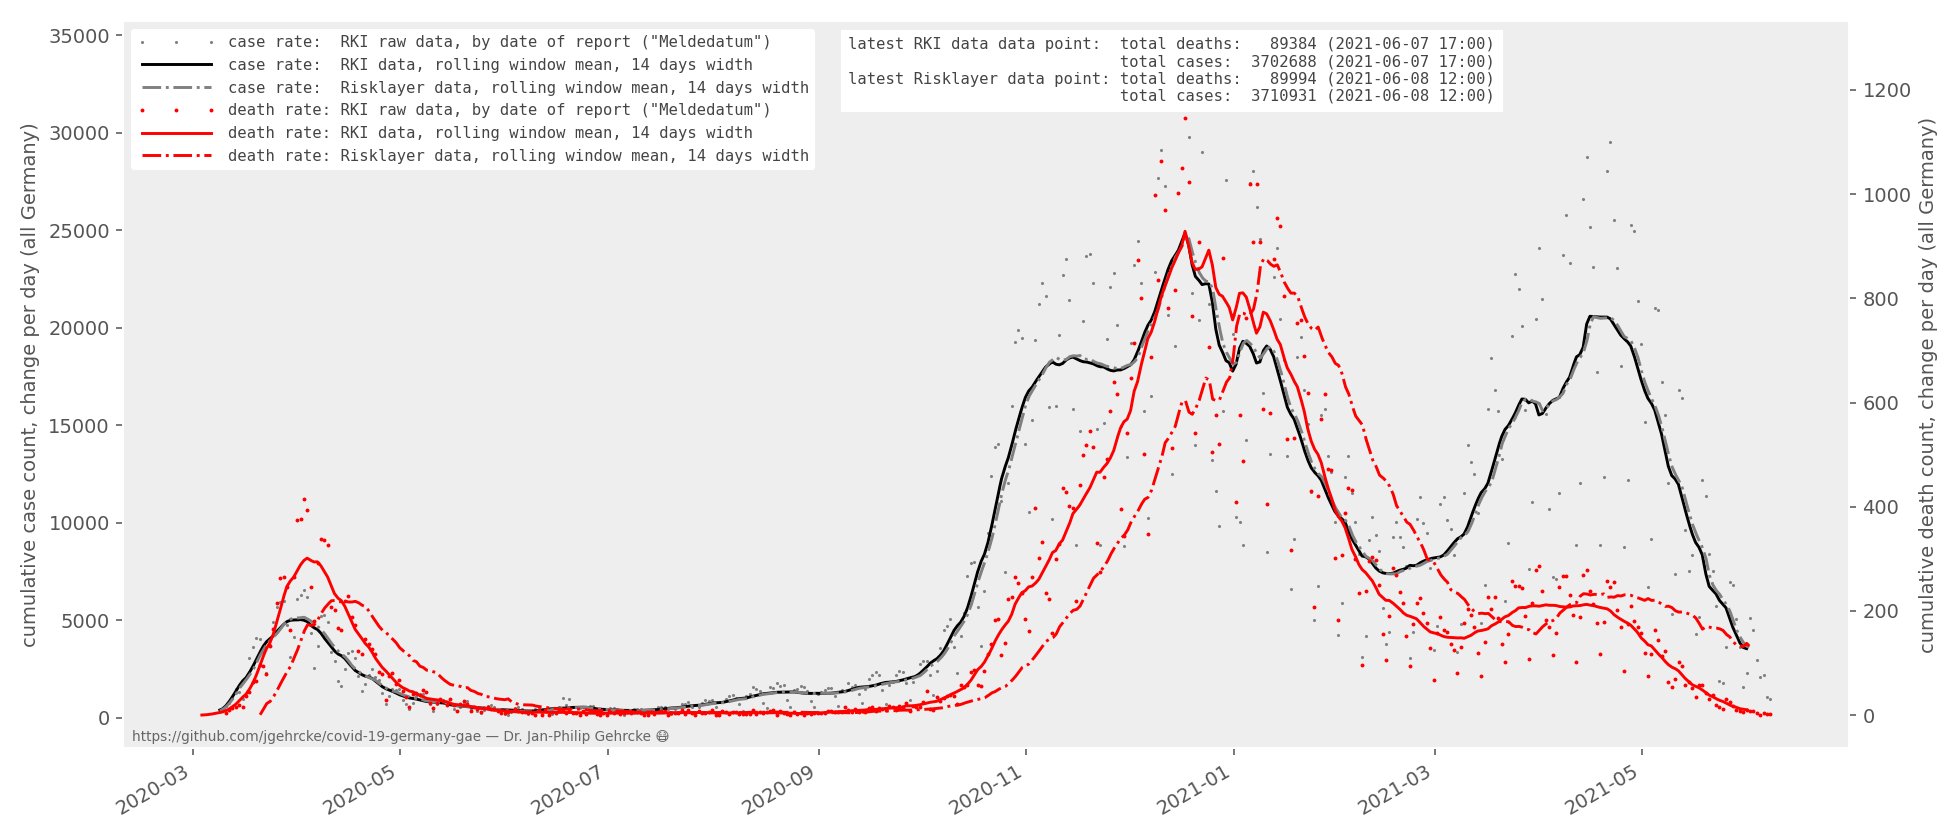 case rate:  RKI raw data, by date of report ("Meldedatum")
case rate:  RKI data, rolling window mean, 14 days width
case rate:  Risklayer data, rolling window mean, 14 days width
death rate: RKI raw data, by date of report ("Meldedatum")
death rate: RKI data, rolling window mean, 14 days width
death rate: Risklayer data, rolling window mean, 14 days width
latest RKI data data point:  total deaths:   89384 (2021-06-07 17:00)
total cases:  3702688 (2021-06-07 17:00)
latest Risklayer data point: total deaths:   89994 (2021-06-08 12:00)
total cases:  3710931 (2021-06-08 12:00)
cumulative case count, change per day (all Germany)
35000
30000
25000
20000
15000
10000
5000
0
1200
1000
800
600
400
200
0
cumulative death count, change per day (all Germany)
https://github.com/jgehrcke/covid-19-germany-gae — Dr. Jan-Philip Gehrcke 😷
2020-03
2020-05
2020-07
2020-09
2020-11
2021-01
2021-03
2021-05